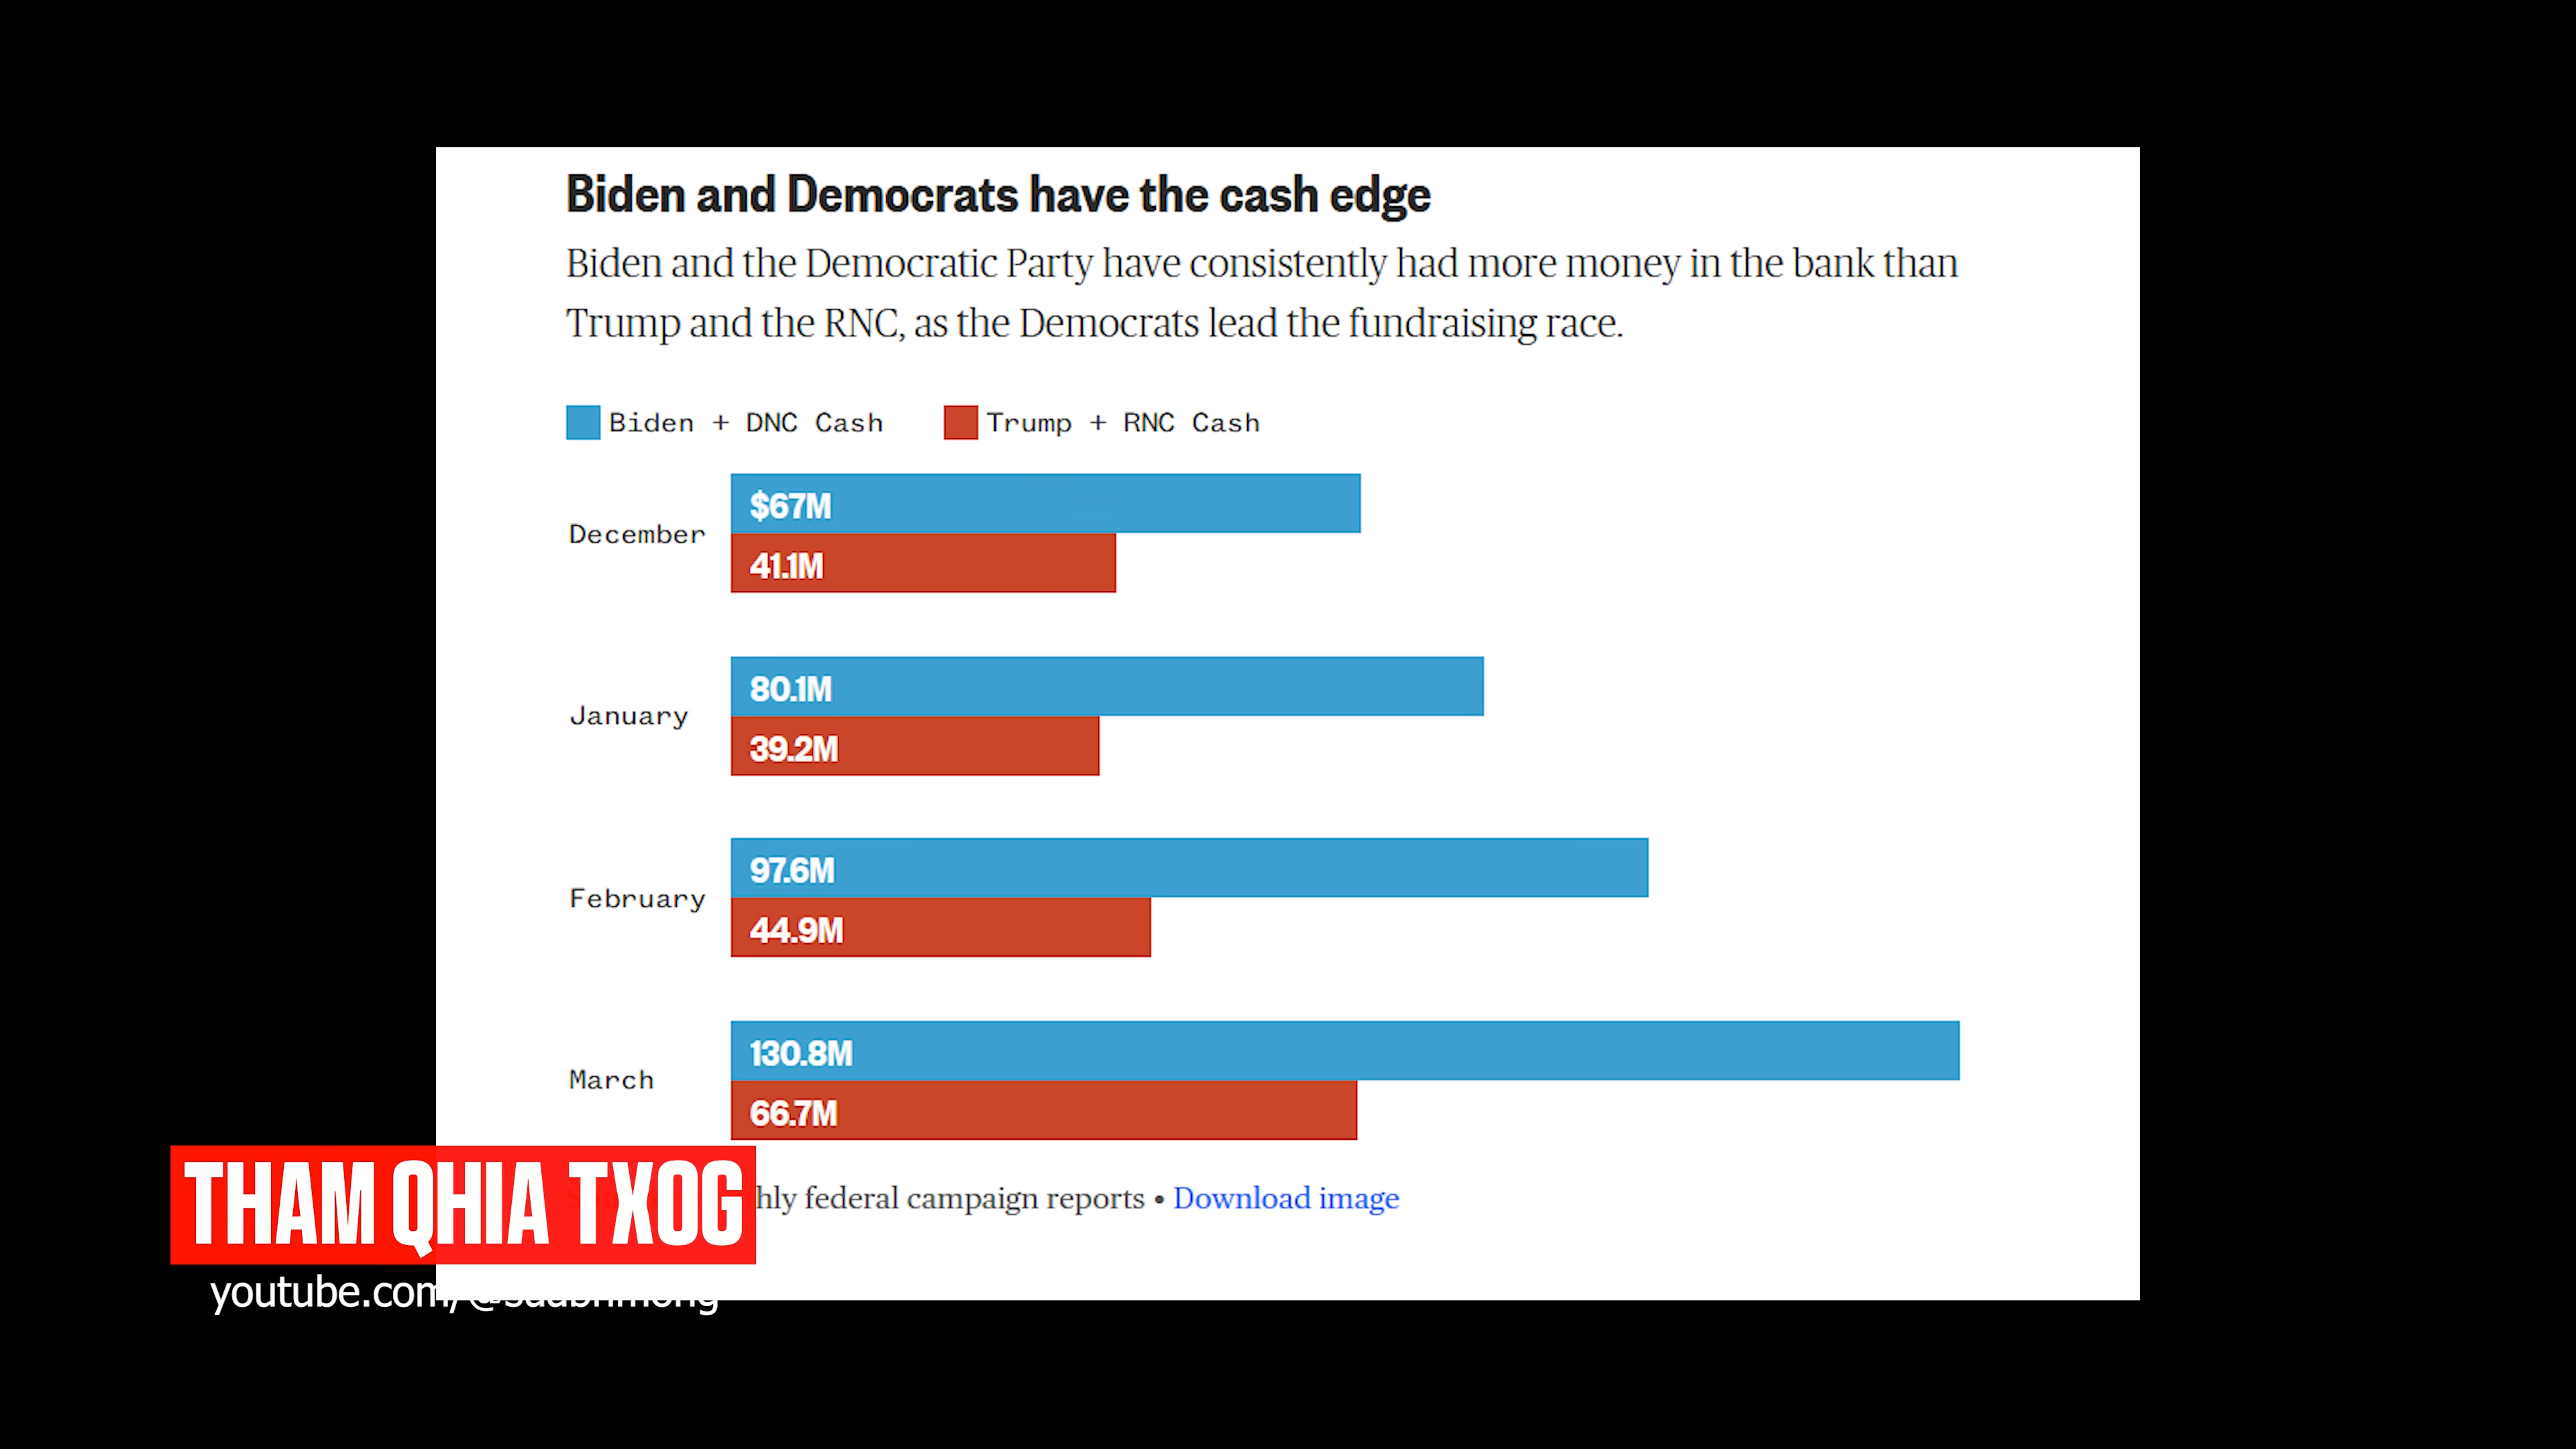 Biden and Democrats have the cash edge
Biden and the Democratic Party have consistently had more money in the bank than
Trump and the RNC, as the Democrats lead the fundraising race.
Biden + DNC Cash
Trump + RNC Cash
December
$67M
41.1M
January
80.1M
39.2M
February
97.6M
44.9M
March
130.8M
66.7M
federal campaign reports • Download image
THAM QHIA TXOG
youtube.com/